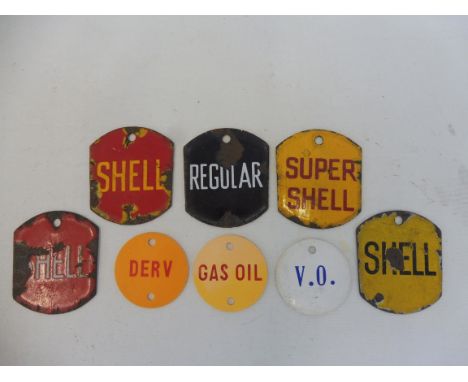 SHELL
REGULAR
SUPER
SHELL
SHELL
DERV
GAS OIL
V.O.
SHELL